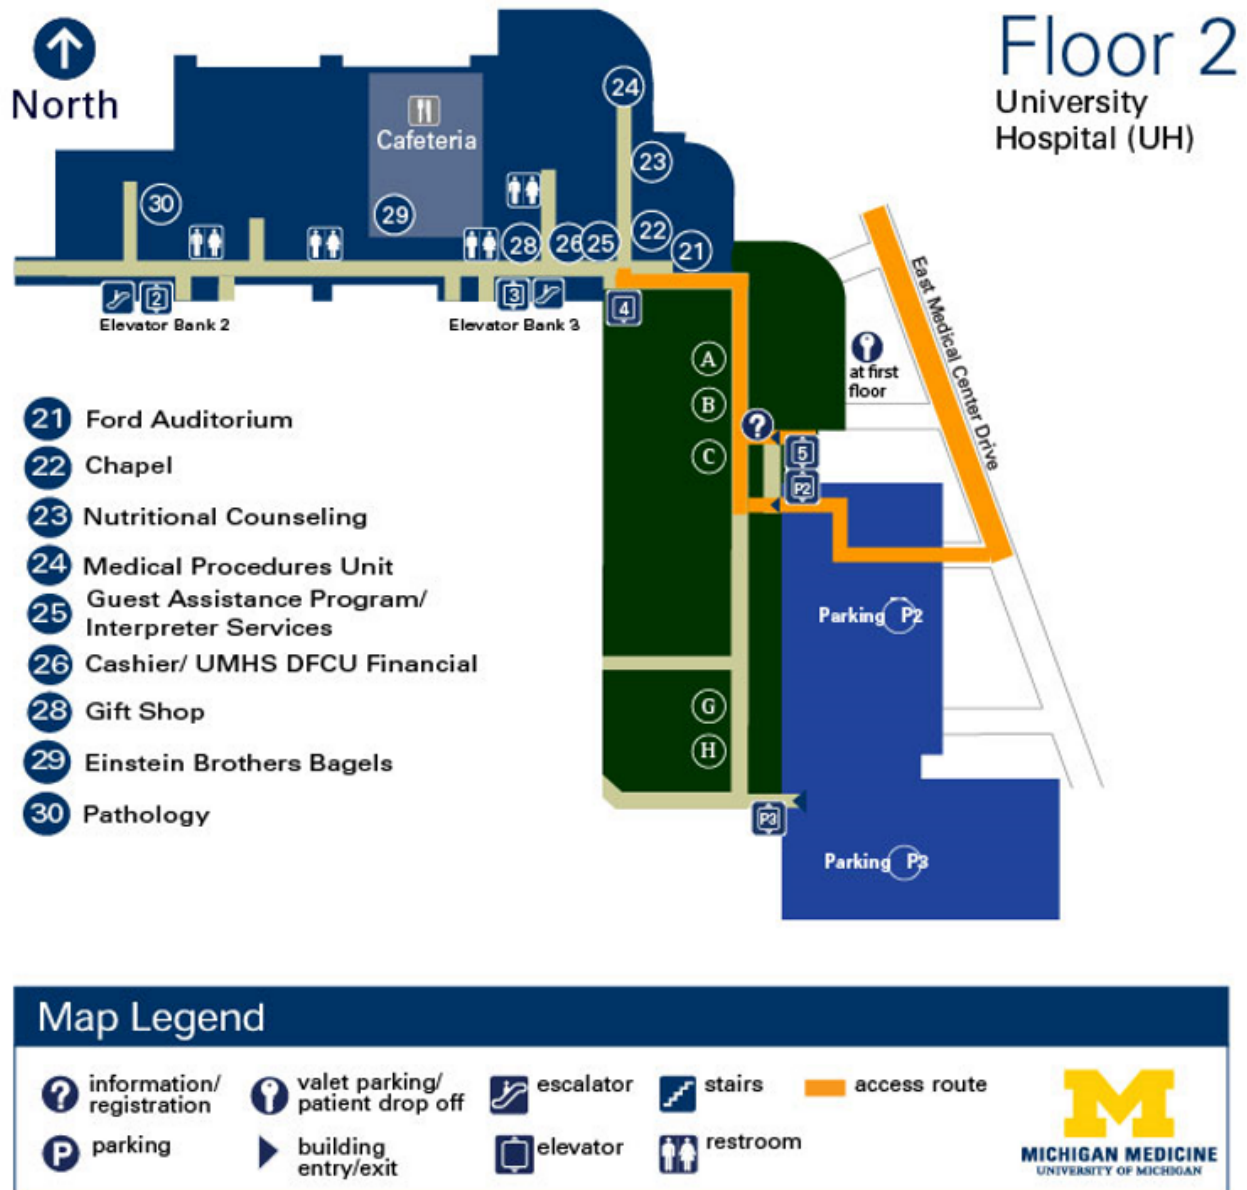 Floor 2
University
Hospital (UH)
North
24
Cafeteria
23
30
29
22
28
26
25
21
2
3
4
Elevator Bank 2
Elevator Bank 3
East Medical Center Drive
A
at first
floor
B
?
C
5
P2
21 Ford Auditorium
22 Chapel
23 Nutritional Counseling
24 Medical Procedures Unit
25 Guest Assistance Program/
Interpreter Services
26 Cashier/ UMHS DFCU Financial
28 Gift Shop
29 Einstein Brothers Bagels
30 Pathology
Parking P2
G
H
P3
Parking P3
Map Legend
? information/
registration
valet parking/
patient drop off
escalator
stairs
access route
P parking
building
entry/exit
elevator
restroom
M
MICHIGAN MEDICINE
UNIVERSITY OF MICHIGAN